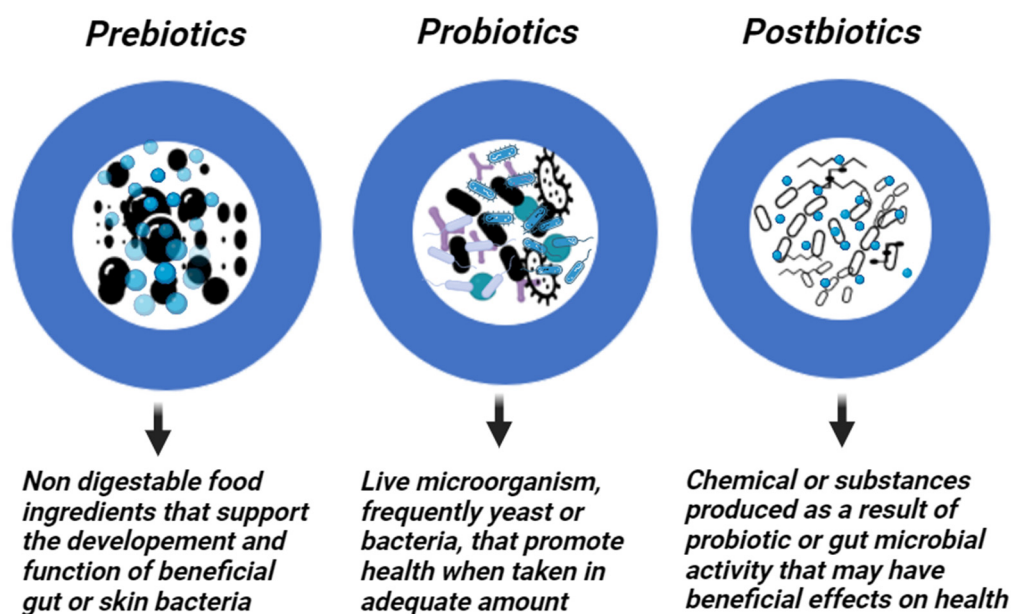 Prebiotics
Probiotics
Postbiotics
Non digestable food
ingredients that support
the developement and
function of beneficial
gut or skin bacteria
Live microorganism,
frequently yeast or
bacteria, that promote
health when taken in
adequate amount
Chemical or substances
produced as a result of
probiotic or gut microbial
activity that may have
beneficial effects on health